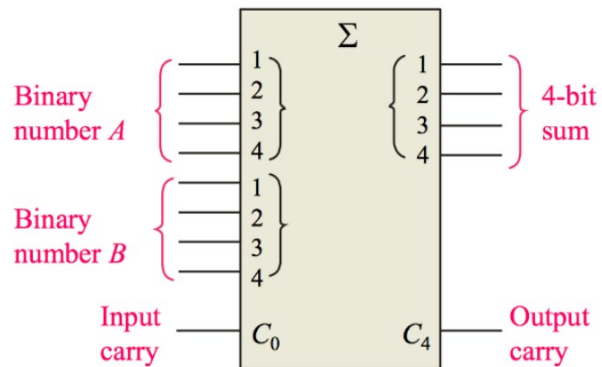 Σ
Binary
number A
1
2
3
4
Binary
number B
1
2
3
4
Input
carry
C0
1
2
3
4
4-bit
sum
C4
Output
carry